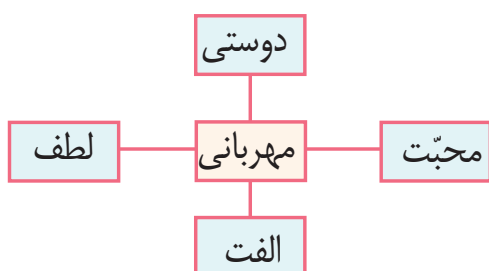 دوستی
محبّت
مهربانی
لطف
الفت